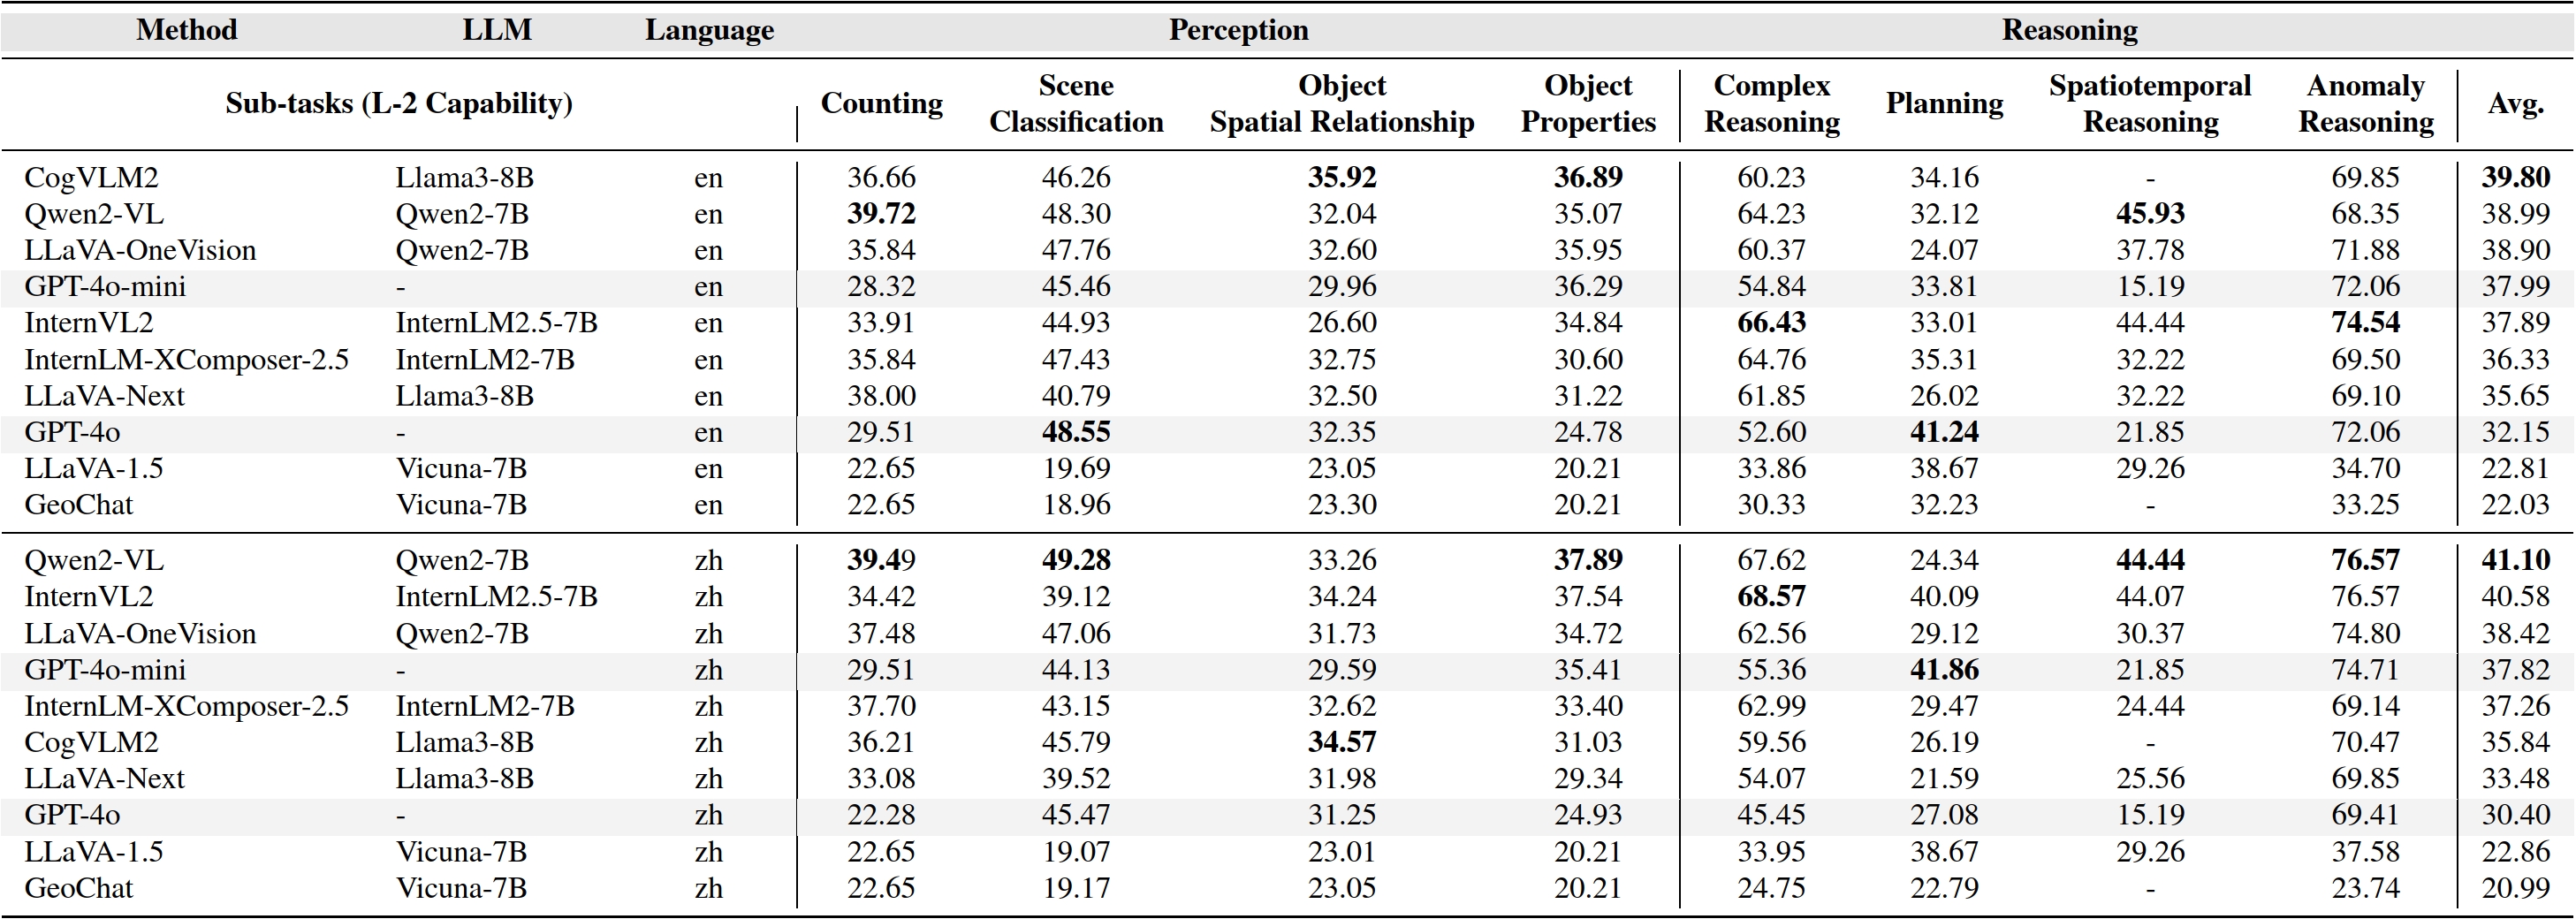 Method LLM Language Perception Reasoning
Sub-tasks (L-2 Capability) Counting Scene Classification Object Spatial Relationship Object Properties Complex Reasoning Planning Spatiotemporal Reasoning Anomaly Reasoning Avg.
CogVLM2 Llama3-8B en 36.66 46.26 35.92 36.89 60.23 34.16 - 69.85 39.80
Qwen2-VL Qwen2-7B en 39.72 48.30 32.04 35.07 64.23 32.12 45.93 68.35 38.99
LLaVA-OneVision Qwen2-7B en 35.84 47.76 32.60 35.95 60.37 24.07 37.78 71.88 38.90
GPT-4o-mini - en 28.32 45.46 29.96 36.29 54.84 33.81 15.19 72.06 37.99
InternVL2 InternLM2.5-7B en 33.91 44.93 26.60 34.84 66.43 33.01 44.44 74.54 37.89
InternLM-XComposer-2.5 InternLM2-7B en 35.84 47.43 32.75 30.60 64.76 35.31 32.22 69.50 36.33
LLaVA-Next Llama3-8B en 38.00 40.79 32.50 31.22 61.85 26.02 32.22 69.10 35.65
GPT-4o - en 29.51 48.55 32.35 24.78 52.60 41.24 21.85 72.06 32.15
LLaVA-1.5 Vicuna-7B en 22.65 19.69 23.05 20.21 33.86 38.67 29.26 34.70 22.81
GeoChat Vicuna-7B en 22.65 18.96 23.30 20.21 30.33 32.23 - 33.25 22.03
Qwen2-VL Qwen2-7B zh 39.49 49.28 33.26 37.89 67.62 24.34 44.44 76.57 41.10
InternVL2 InternLM2.5-7B zh 34.42 39.12 34.24 37.54 68.57 40.09 44.07 76.57 40.58
LLaVA-OneVision Qwen2-7B zh 37.48 47.06 31.73 34.72 62.56 29.12 30.37 74.80 38.42
GPT-4o-mini - zh 29.51 44.13 29.59 35.41 55.36 41.86 21.85 74.71 37.82
InternLM-XComposer-2.5 InternLM2-7B zh 37.70 43.15 32.62 33.40 62.99 29.47 24.44 69.14 37.26
CogVLM2 Llama3-8B zh 36.21 45.79 34.57 31.03 59.56 26.19 - 70.47 35.84
LLaVA-Next Llama3-8B zh 33.08 39.52 31.98 29.34 54.07 21.59 25.56 69.85 33.48
GPT-4o - zh 22.28 45.47 31.25 24.93 45.45 27.08 15.19 69.41 30.40
LLaVA-1.5 Vicuna-7B zh 22.65 19.07 23.01 20.21 33.95 38.67 29.26 37.58 22.86
GeoChat Vicuna-7B zh 22.65 19.17 23.05 20.21 24.75 22.79 - 23.74 20.99